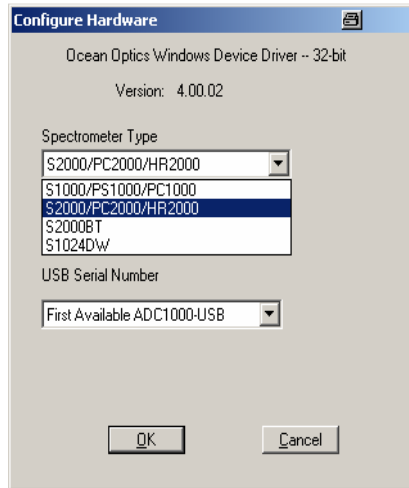 Configure Hardware
Ocean Optics Windows Device Driver -- 32-bit
Version: 4.00.02
Spectrometer Type
S2000/PC2000/HR2000
S1000/PS1000/PC1000
S2000/PC2000/HR2000
S2000BT
S1024DW
USB Serial Number
First Available ADC1000-USB
OK Cancel